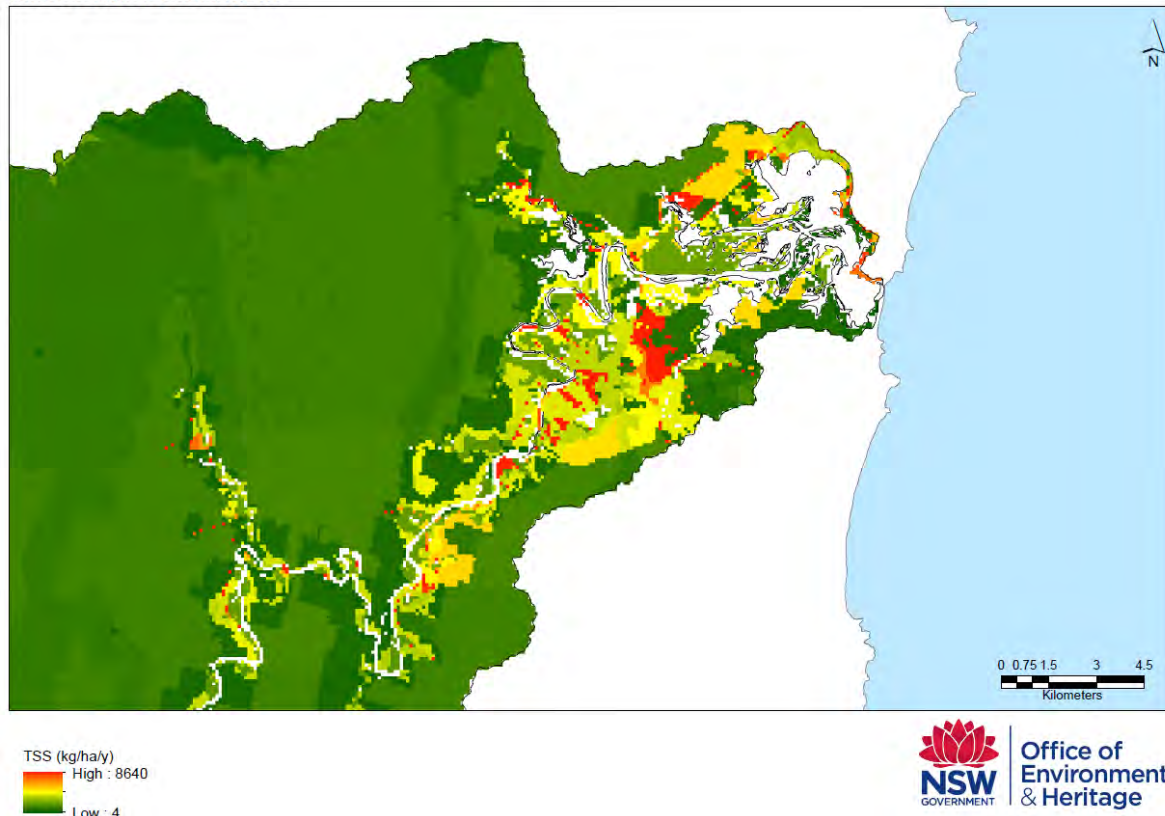 N
0 0.75 1.5 3 4.5
Kilometers
TSS (kg/ha/y)
High : 8640
Low : 4
NSW
GOVERNMENT
Office of
Environment
& Heritage